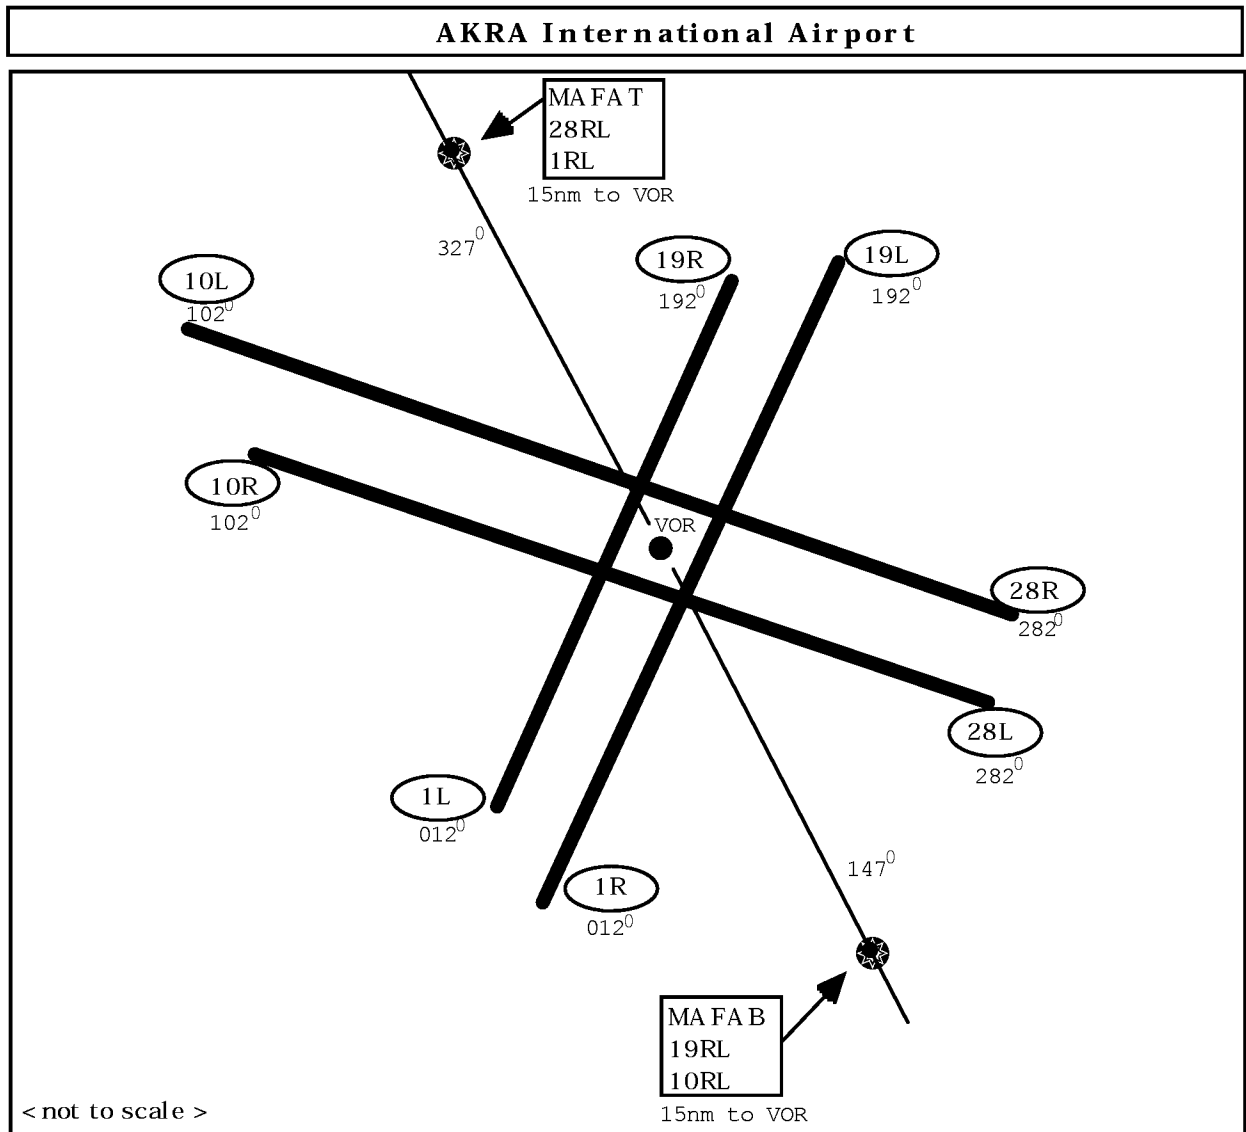 AKRA International Airport
MAFAT
28RL
1RL
15nm to VOR
327⁰
19R
192⁰
19L
192⁰
10L
102⁰
10R
102⁰
VOR
28R
282⁰
28L
282⁰
1L
012⁰
1R
012⁰
147⁰
MAFAB
19RL
10RL
15nm to VOR
< not to scale >